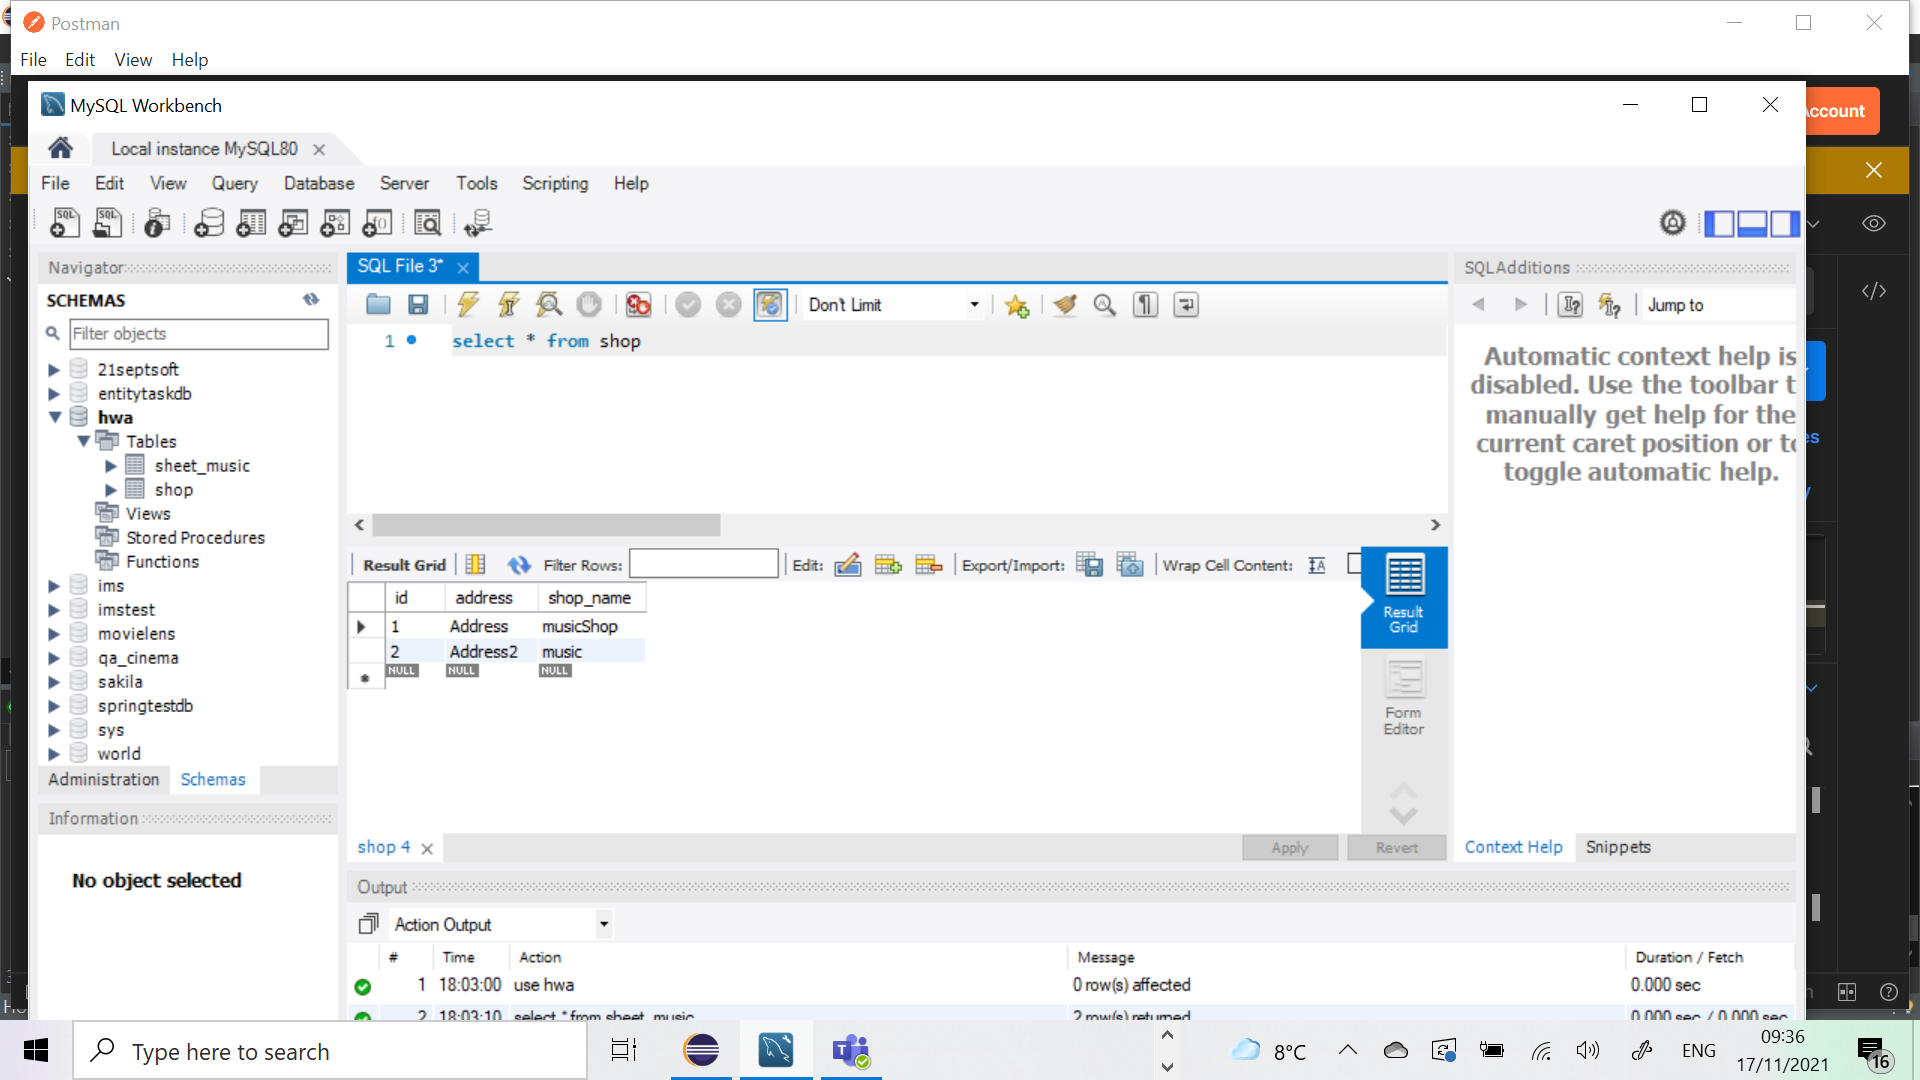 Postman
File Edit View Help
MySQL Workbench
Account
Local instance MySQL80
File Edit View Query Database Server Tools Scripting Help
Navigator
SCHEMAS
Filter objects
21septsoft
entitytaskdb
hwa
Tables
sheet_music
shop
Views
Stored Procedures
Functions
ims
imstest
movielens
qa_cinema
sakila
springtestdb
sys
world
Administration Schemas
Information
No object selected
SQL File 3*
Don't Limit
1 select * from shop
Result Grid Filter Rows: Edit: Export/Import: Wrap Cell Content:
id address shop_name
1 Address musicShop
2 Address2 music
NULL NULL NULL
Result
Grid
Form
Editor
shop 4
Apply Revert
SQLAdditions
Jump to
Automatic context help is
disabled. Use the toolbar t
manually get help for the
current caret position or to
toggle automatic help.
Context Help Snippets
Output
Action Output
# Time Action Message Duration / Fetch
1 18:03:00 use hwa 0 row(s) affected 0.000 sec
2 18:03:10 select * from sheet_music 2 row(s) returned 0.000 sec / 0.000 sec
Type here to search
8°C
ENG
09:36
17/11/2021
16